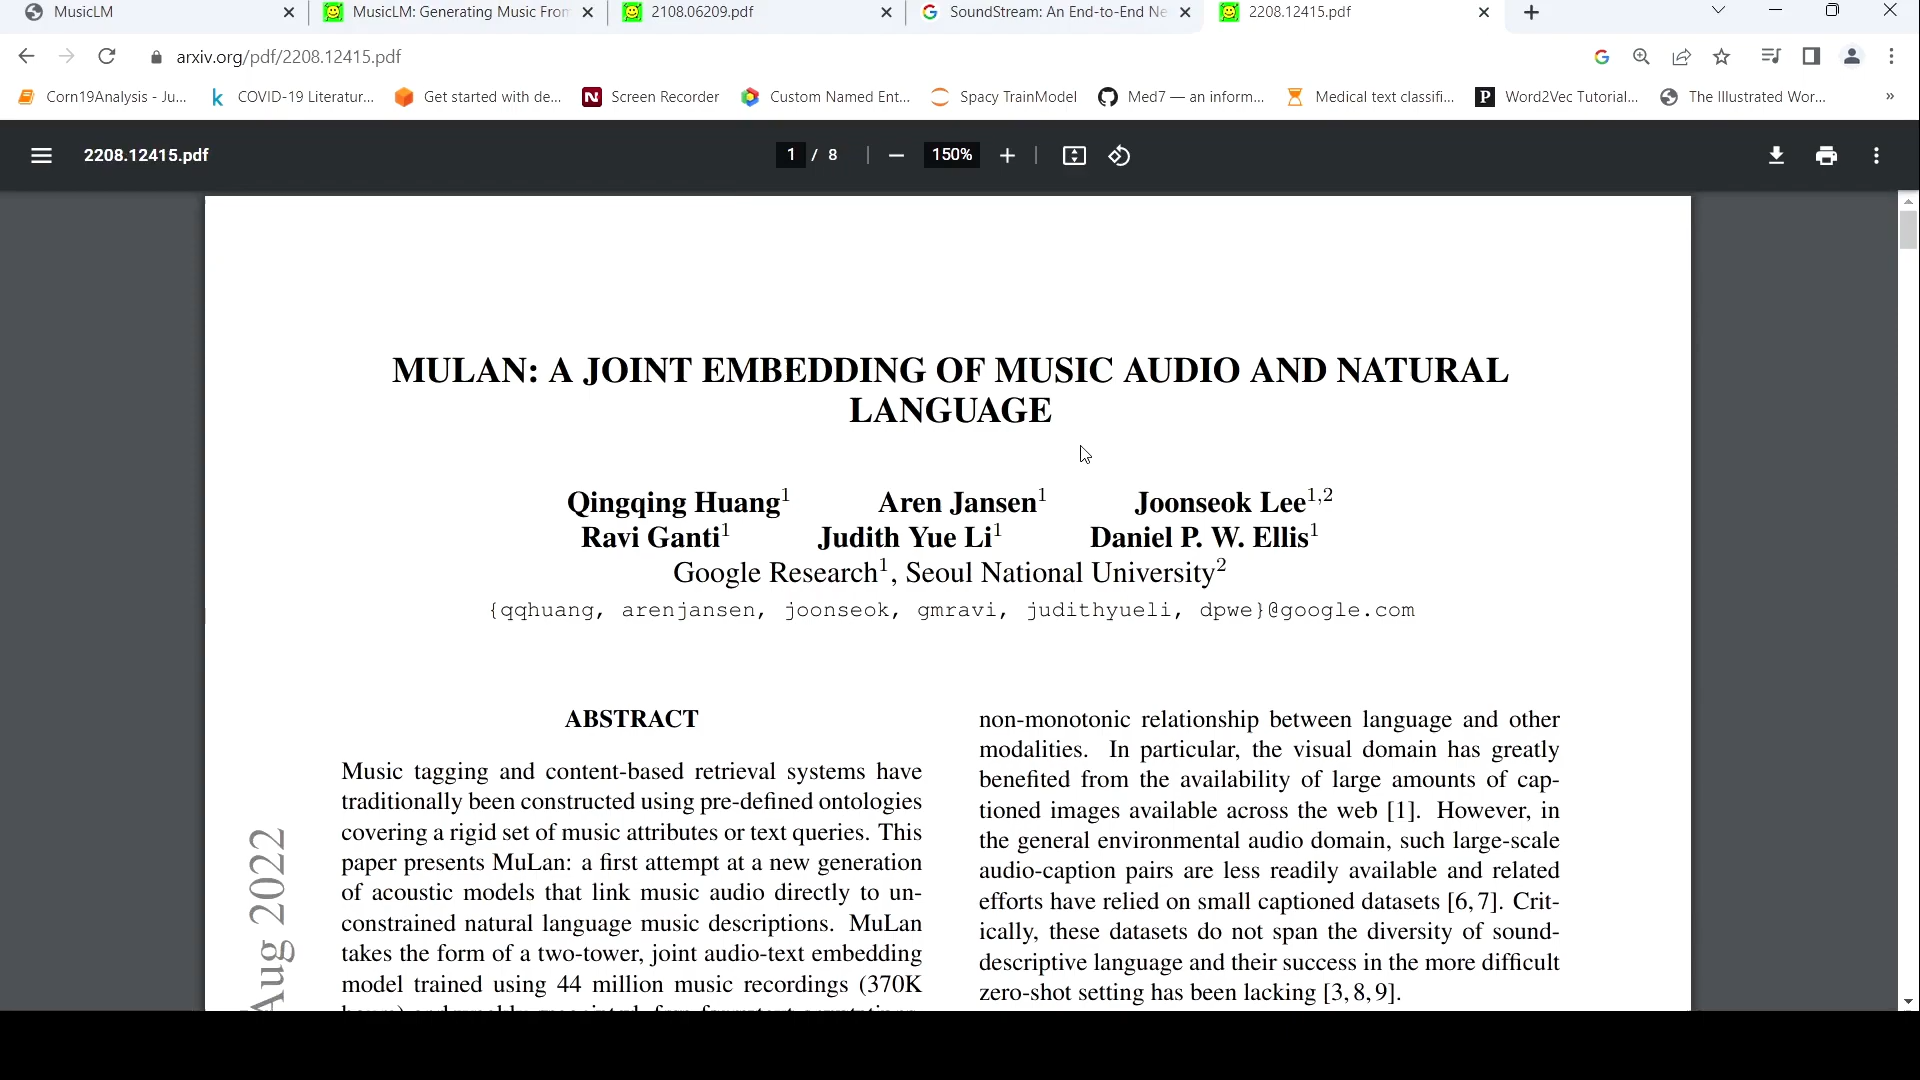 MusicLM
MusicLM: Generating Music From
2108.06209.pdf
SoundStream: An End-to-End Ne
2208.12415.pdf
arxiv.org/pdf/2208.12415.pdf
Corn19Analysis - Ju...
COVID-19 Literatur...
Get started with de...
Screen Recorder
Custom Named Ent...
Spacy TrainModel
Med7 — an inform...
Medical text classifi...
Word2Vec Tutorial...
The Illustrated Wor...
»
2208.12415.pdf
1 / 8
150%
MULAN: A JOINT EMBEDDING OF MUSIC AUDIO AND NATURAL
LANGUAGE
Qingqing Huang1 Aren Jansen1 Joonseok Lee1,2
Ravi Ganti1 Judith Yue Li1 Daniel P. W. Ellis1
Google Research1, Seoul National University2
{qqhuang, arenjansen, joonseok, gmravi, judithyueli, dpwe}@google.com
ABSTRACT
Music tagging and content-based retrieval systems have
traditionally been constructed using pre-defined ontologies
covering a rigid set of music attributes or text queries. This
paper presents MuLan: a first attempt at a new generation
of acoustic models that link music audio directly to un-
constrained natural language music descriptions. MuLan
takes the form of a two-tower, joint audio-text embedding
model trained using 44 million music recordings (370K
non-monotonic relationship between language and other
modalities. In particular, the visual domain has greatly
benefited from the availability of large amounts of cap-
tioned images available across the web [1]. However, in
the general environmental audio domain, such large-scale
audio-caption pairs are less readily available and related
efforts have relied on small captioned datasets [6,7]. Crit-
ically, these datasets do not span the diversity of sound-
descriptive language and their success in the more difficult
zero-shot setting has been lacking [3,8,9].
Aug 2022